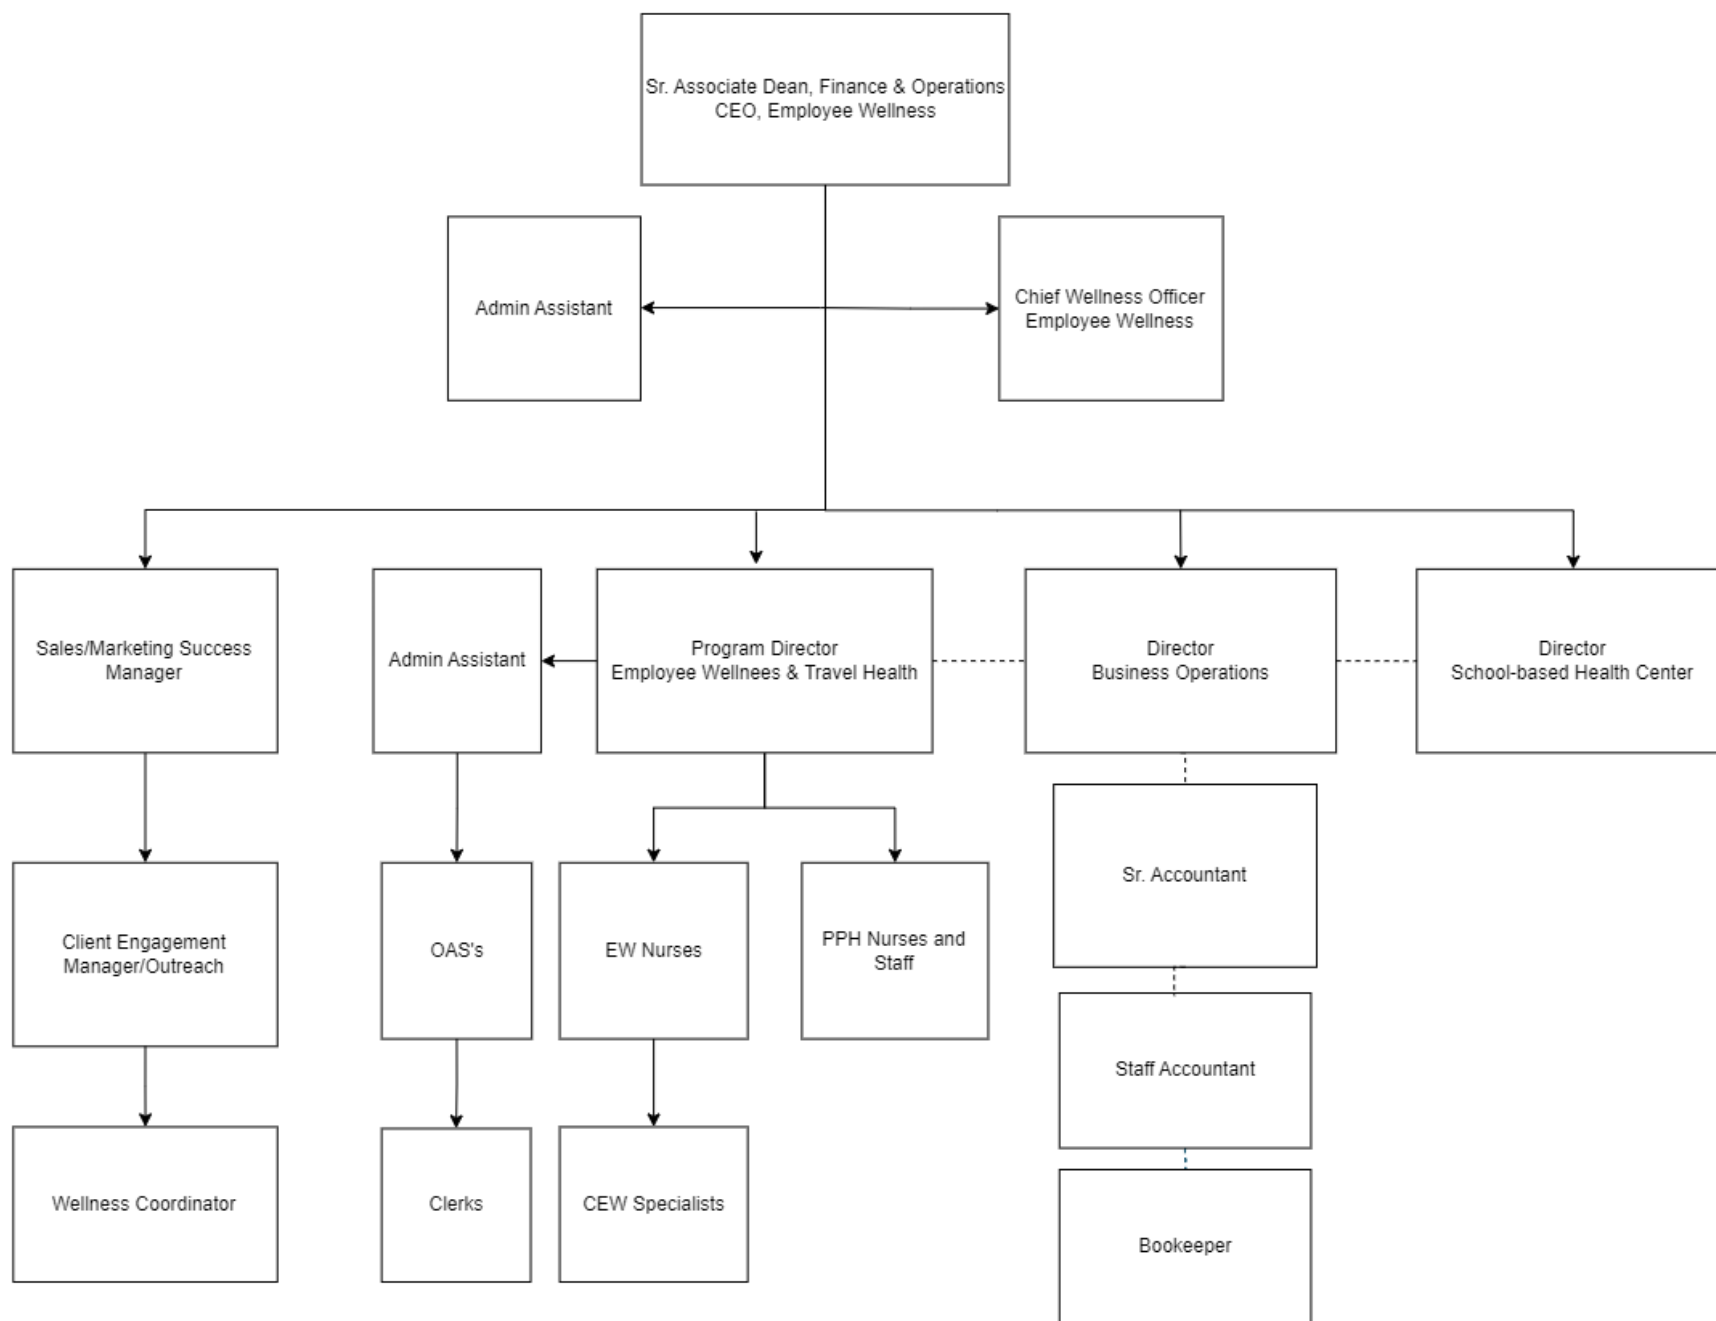 Sr. Associate Dean, Finance & Operations
CEO, Employee Wellness
Admin Assistant
Chief Wellness Officer
Employee Wellness
Sales/Marketing Success
Manager
Admin Assistant
Program Director
Employee Wellnees & Travel Health
Director
Business Operations
Director
School-based Health Center
Client Engagement
Manager/Outreach
OAS's
EW Nurses
PPH Nurses and
Staff
Sr. Accountant
Staff Accountant
Wellness Coordinator
Clerks
CEW Specialists
Bookeeper